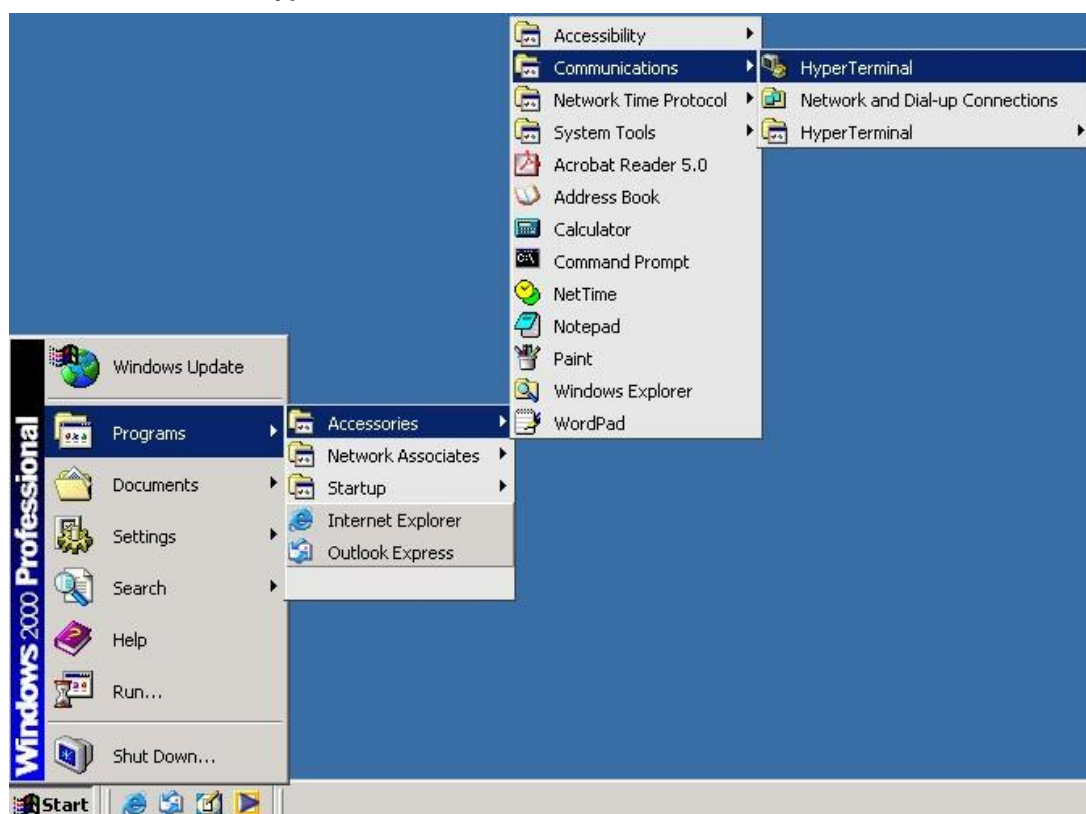 Accessibility
Communications
Network Time Protocol
System Tools
Acrobat Reader 5.0
Address Book
Calculator
Command Prompt
NetTime
Notepad
Paint
Windows Explorer
WordPad
HyperTerminal
Network and Dial-up Connections
HyperTerminal
Windows Update
Programs
Documents
Settings
Search
Help
Run...
Shut Down...
Accessories
Network Associates
Startup
Internet Explorer
Outlook Express
Windows 2000 Professional
Start